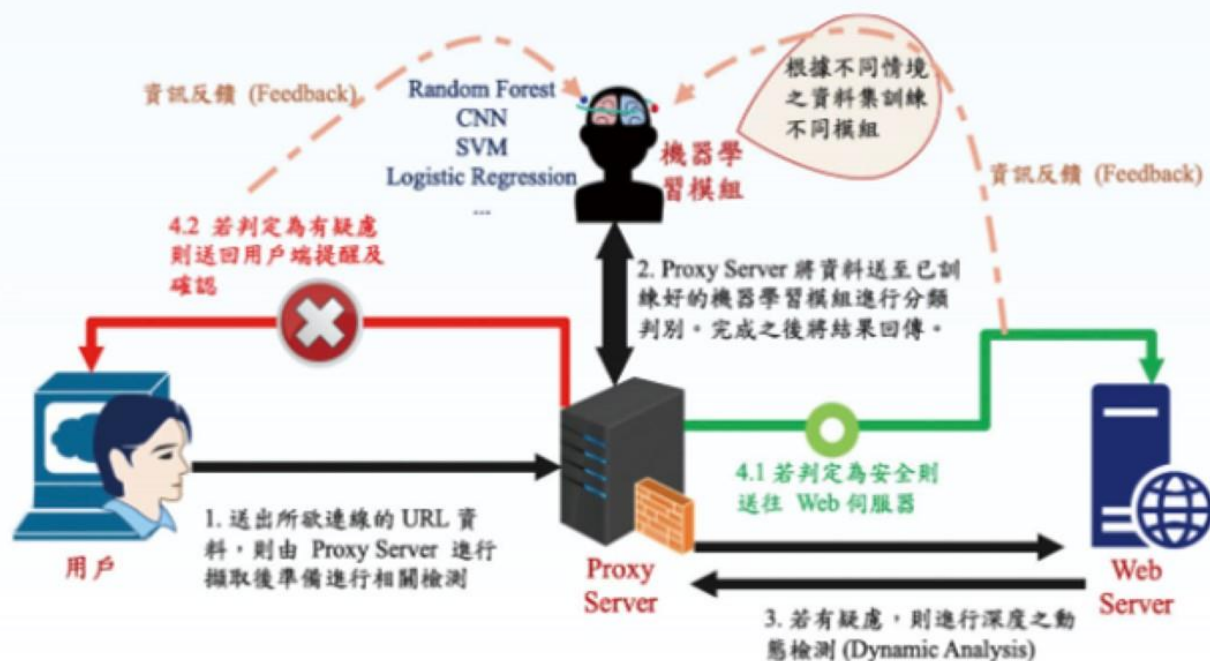 資訊反饋 (Feedback)
Random Forest
CNN
SVM
Logistic Regression
...
機器學
習模組
根據不同情境
之資料集訓練
不同模組
資訊反饋 (Feedback)
4.2 若判定為有疑慮
則送回用戶端提醒及
確認
2. Proxy Server 將資料送至已訓
練好的機器學習模組進行分類
判別。完成之後將結果回傳。
4.1 若判定為安全則
送往 Web 伺服器
1. 送出所欲連線的 URL 資
料，則由 Proxy Server 進行
擷取後準備進行相關檢測
用戶
Proxy
Server
Web
Server
3. 若有疑慮，則進行深度之動
態檢測 (Dynamic Analysis)